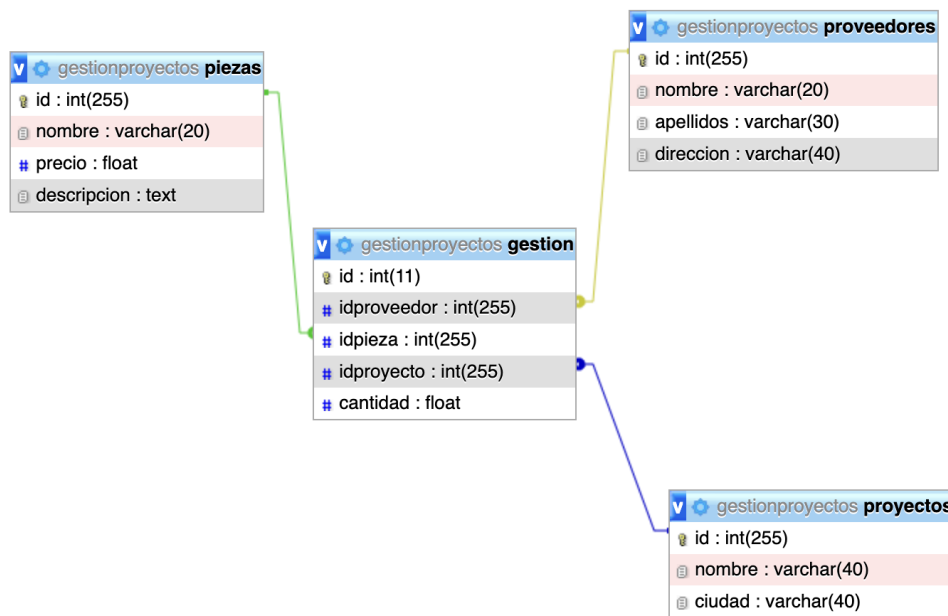 gestionproyectos piezas
id : int(255)
nombre : varchar(20)
precio : float
descripcion : text
gestionproyectos proveedores
id : int(255)
nombre : varchar(20)
apellidos : varchar(30)
direccion : varchar(40)
gestionproyectos gestion
id : int(11)
idproveedor : int(255)
idpieza : int(255)
idproyecto : int(255)
cantidad : float
gestionproyectos proyectos
id : int(255)
nombre : varchar(40)
ciudad : varchar(40)